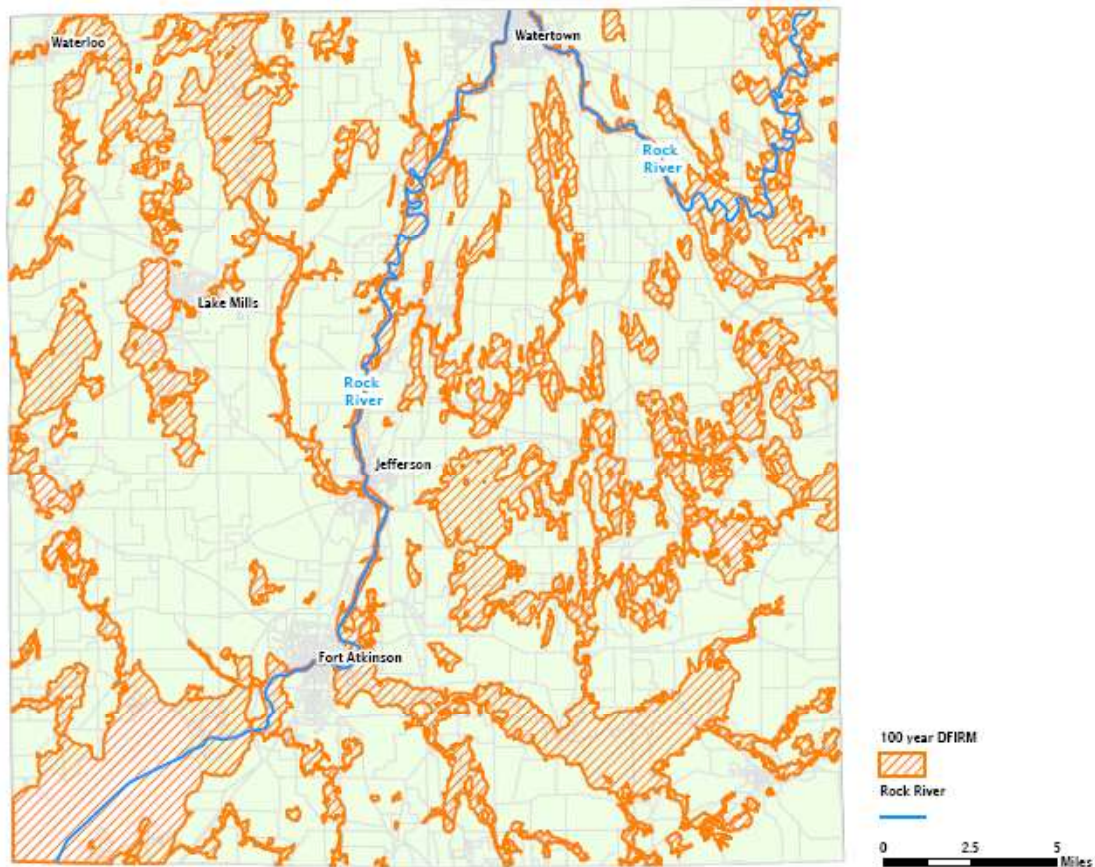 Waterloo
Watertown
Rock
River
Lake Mills
Rock
River
Jefferson
Fort Atkinson
100 year DFIRM
Rock River
0 2.5 5
Miles